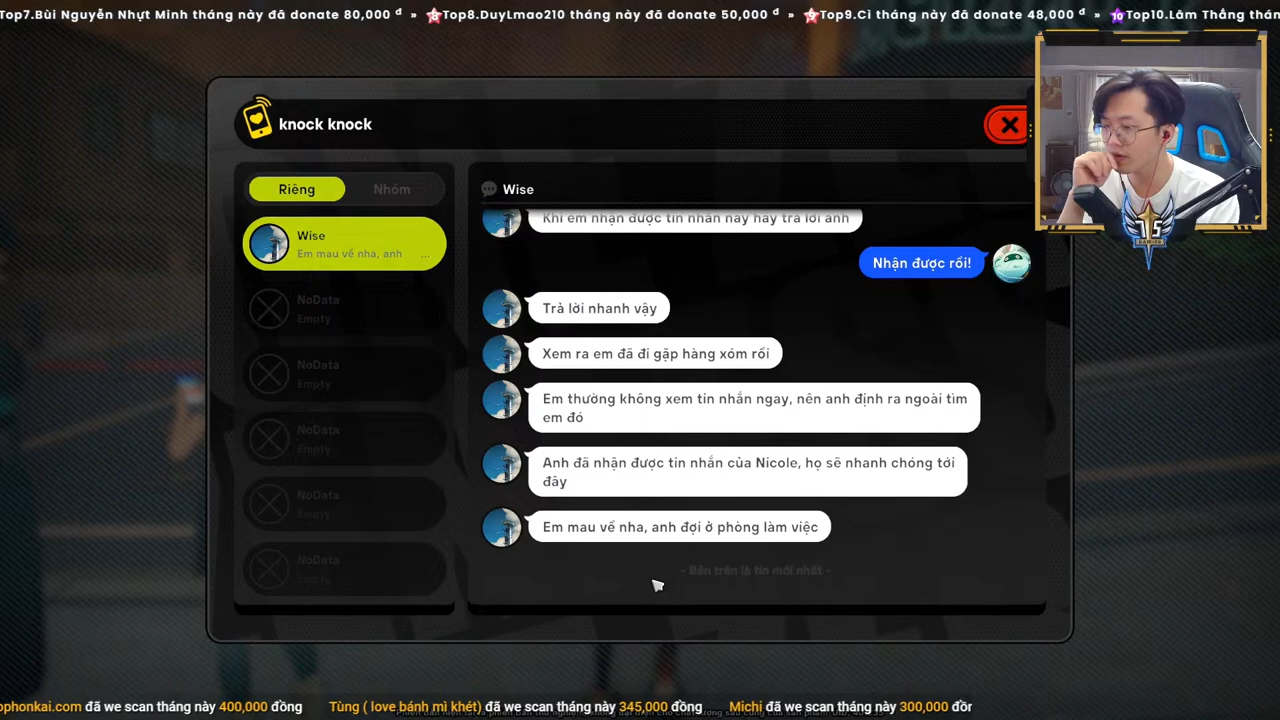 Top7.Bùi Nguyễn Nhựt Minh tháng này đã donate 80,000 ₫ » 8 Top8.DuyLmao210 tháng này đã donate 50,000 ₫ » 9 Top9.Cì tháng này đã donate 48,000 ₫ » 10 Top10.Lâm Thắng thán
knock knock
Riêng
Nhóm
Wise
Em mau về nha, anh ...
NoData
Empty
NoData
Empty
NoData
Empty
NoData
Empty
NoData
Empty
Wise
Khi em nhận được tin nhắn này hãy trả lời anh
Nhận được rồi!
Trả lời nhanh vậy
Xem ra em đã đi gặp hàng xóm rồi
Em thường không xem tin nhắn ngay, nên anh định ra ngoài tìm
em đó
Anh đã nhận được tin nhắn của Nicole, họ sẽ nhanh chóng tới
đây
Em mau về nha, anh đợi ở phòng làm việc
- Bên trên là tin mới nhất -
GAMING
ophonkai.com đã we scan tháng này 400,000 đồng
Tùng ( love bánh mì khét) đã we scan tháng này 345,000 đồng
Michi đã we scan tháng này 300,000 đồr